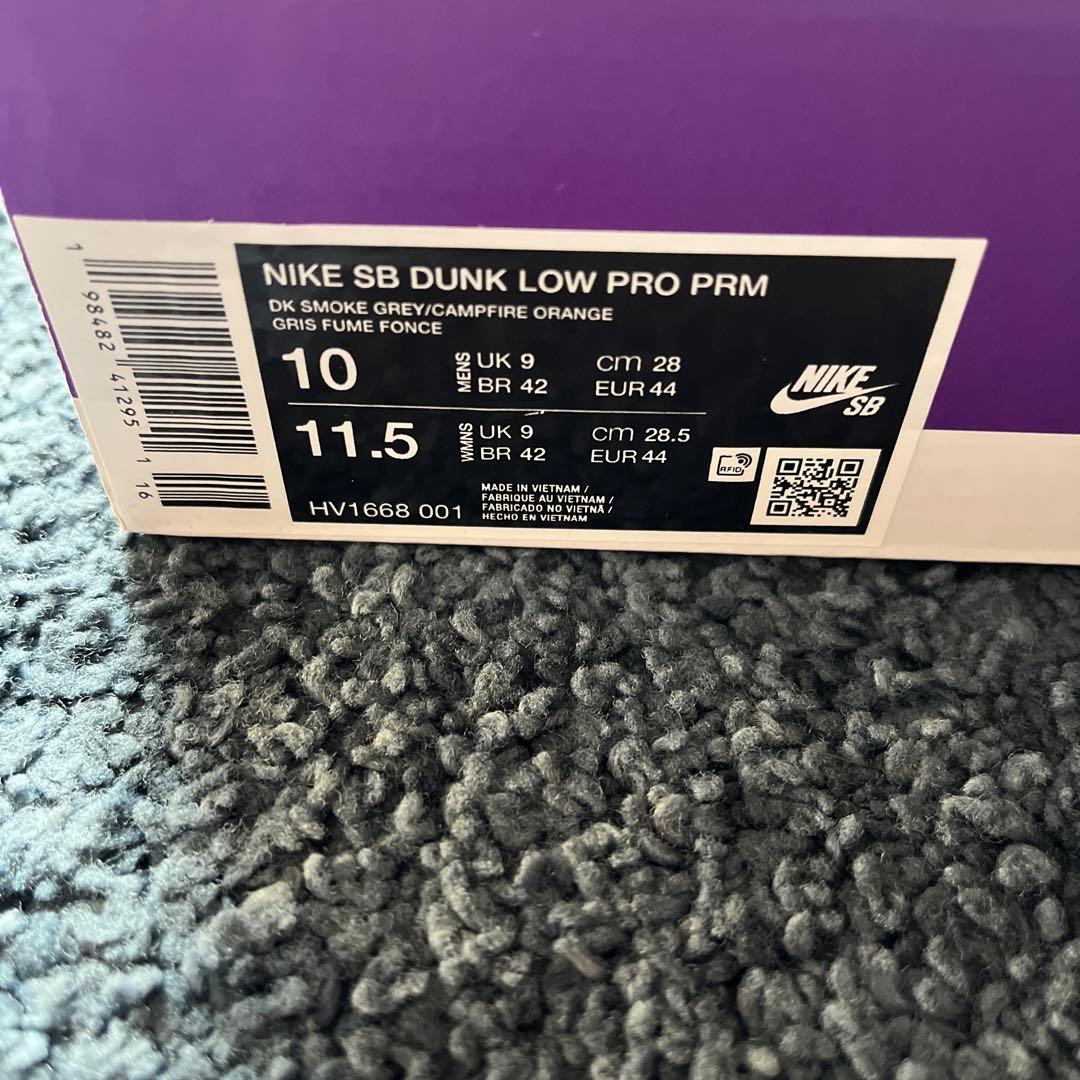 1 98482 41295 1 16
NIKE SB DUNK LOW PRO PRM
DK SMOKE GREY/CAMPFIRE ORANGE
GRIS FUME FONCE
10 MENS UK 9 cm 28
BR 42 EUR 44
11.5 WMNS UK 9 cm 28.5
BR 42 EUR 44
HV1668 001
MADE IN VIETNAM /
FABRIQUE AU VIETNAM /
FABRICADO NO VIETNÃ /
HECHO EN VIETNAM
NIKE
SB
RFID